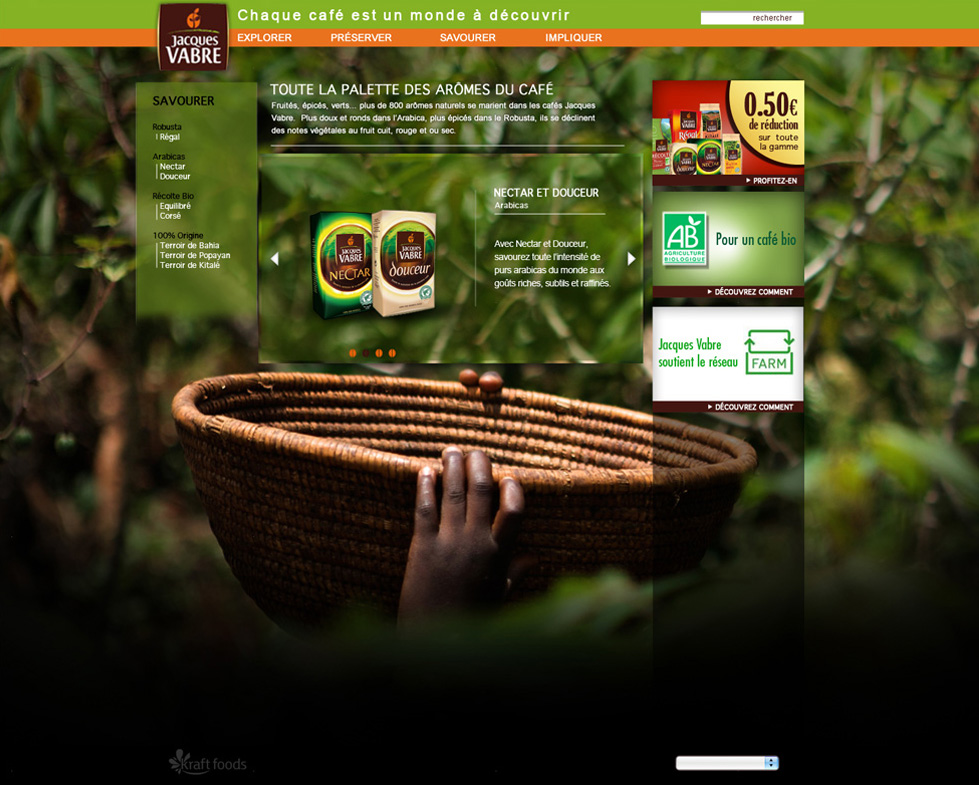 Chaque café est un monde à découvrir
rechercher
Jacques
VABRE
EXPLORER
PRÉSERVER
SAVOURER
IMPLIQUER
SAVOURER
Robusta
Régal
Arabicas
Nectar
Douceur
Récolte Bio
Equilibré
Corsé
100% Origine
Terroir de Bahia
Terroir de Popayan
Terroir de Kitalé
TOUTE LA PALETTE DES ARÔMES DU CAFÉ
Fruités, épicés, verts... plus de 800 arômes naturels se marient dans les cafés Jacques
Vabre. Plus doux et ronds dans l'Arabica, plus épicés dans le Robusta, ils se déclinent
des notes végétales au fruit cuit, rouge et ou sec.
JACQUES
VABRE
NECTAR
JACQUES
VABRE
douceur
NECTAR ET DOUCEUR
Arabicas
Avec Nectar et Douceur,
savourez toute l'intensité de
purs arabicas du monde aux
goûts riches, subtils et raffinés.
0.50€
de réduction
sur toute
la gamme
PROFITEZ-EN
AB
AGRICULTURE
BIOLOGIQUE
Pour un café bio
DÉCOUVREZ COMMENT
Jacques Vabre
soutient le réseau
FARM
DÉCOUVREZ COMMENT
kraft foods